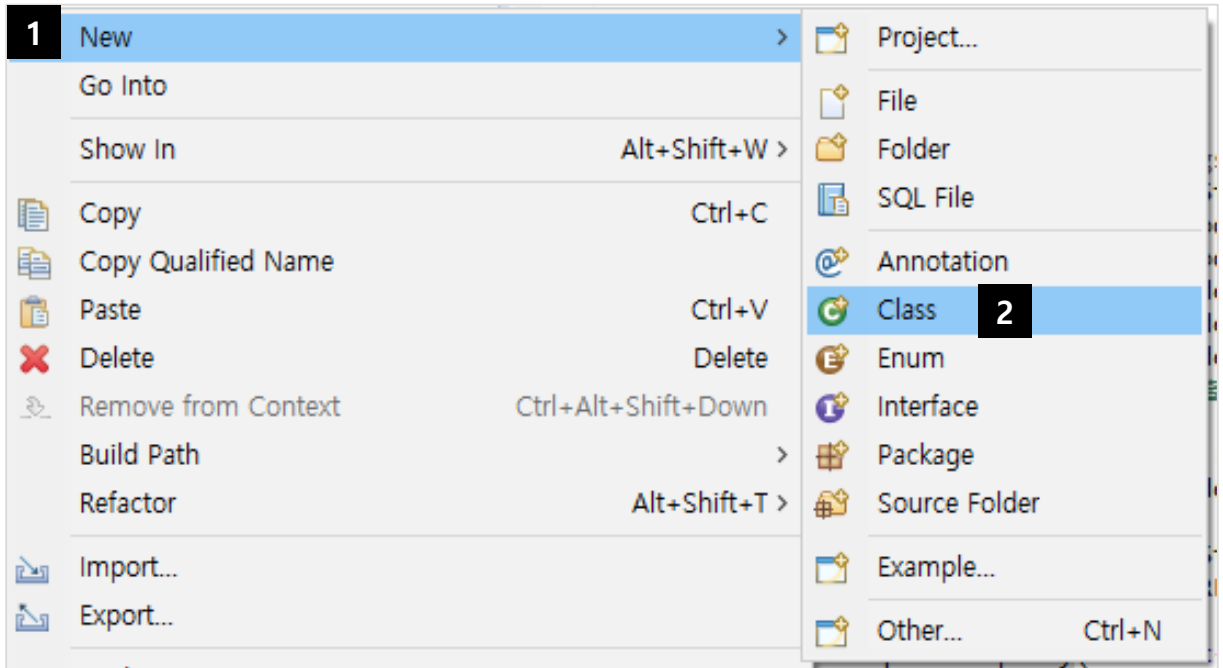 1 New >
Go Into
Show In Alt+Shift+W >
Copy Ctrl+C
Copy Qualified Name
Paste Ctrl+V
Delete Delete
Remove from Context Ctrl+Alt+Shift+Down
Build Path >
Refactor Alt+Shift+T >
Import...
Export...
Project...
File
Folder
SQL File
Annotation
Class 2
Enum
Interface
Package
Source Folder
Example...
Other... Ctrl+N